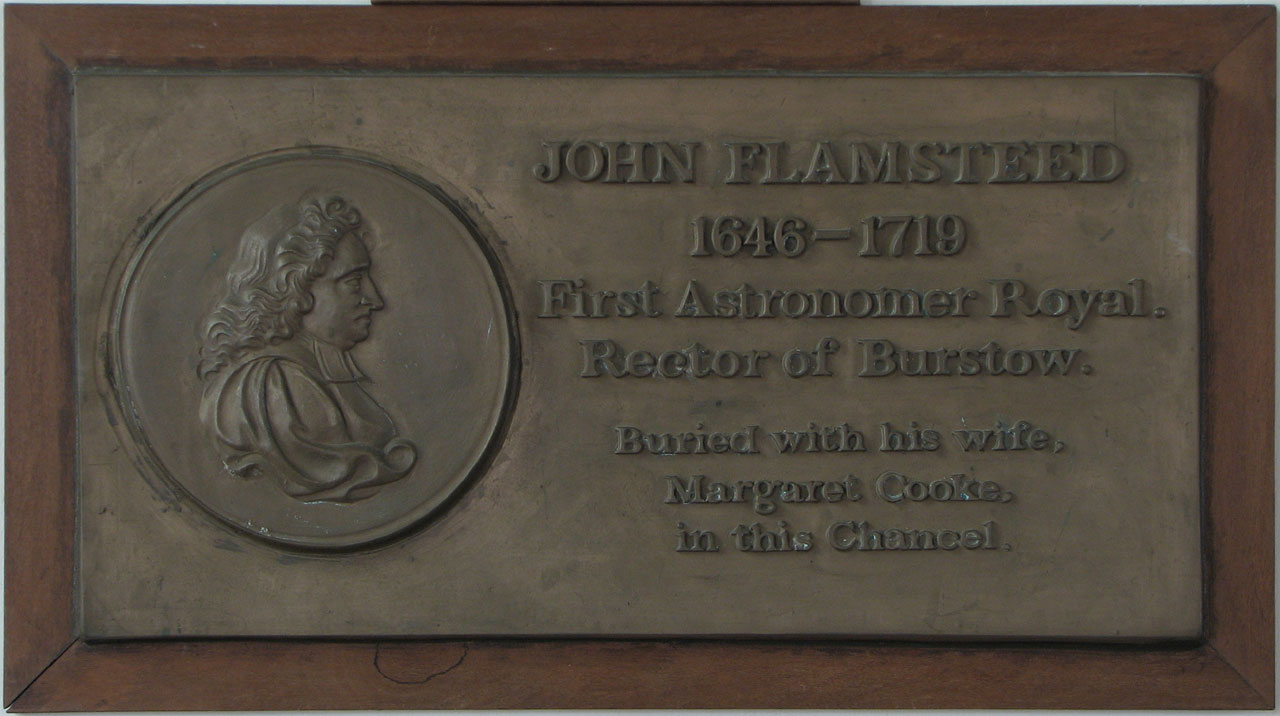 JOHN FLAMSTEED
1646–1719
First Astronomer Royal.
Rector of Burstow.
Buried with his wife,
Margaret Cooke,
in this Chancel.